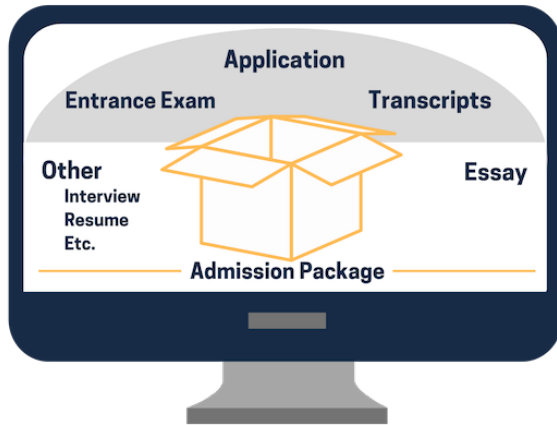 Application
Entrance Exam
Transcripts
Other
Essay
Interview
Resume
Etc.
Admission Package